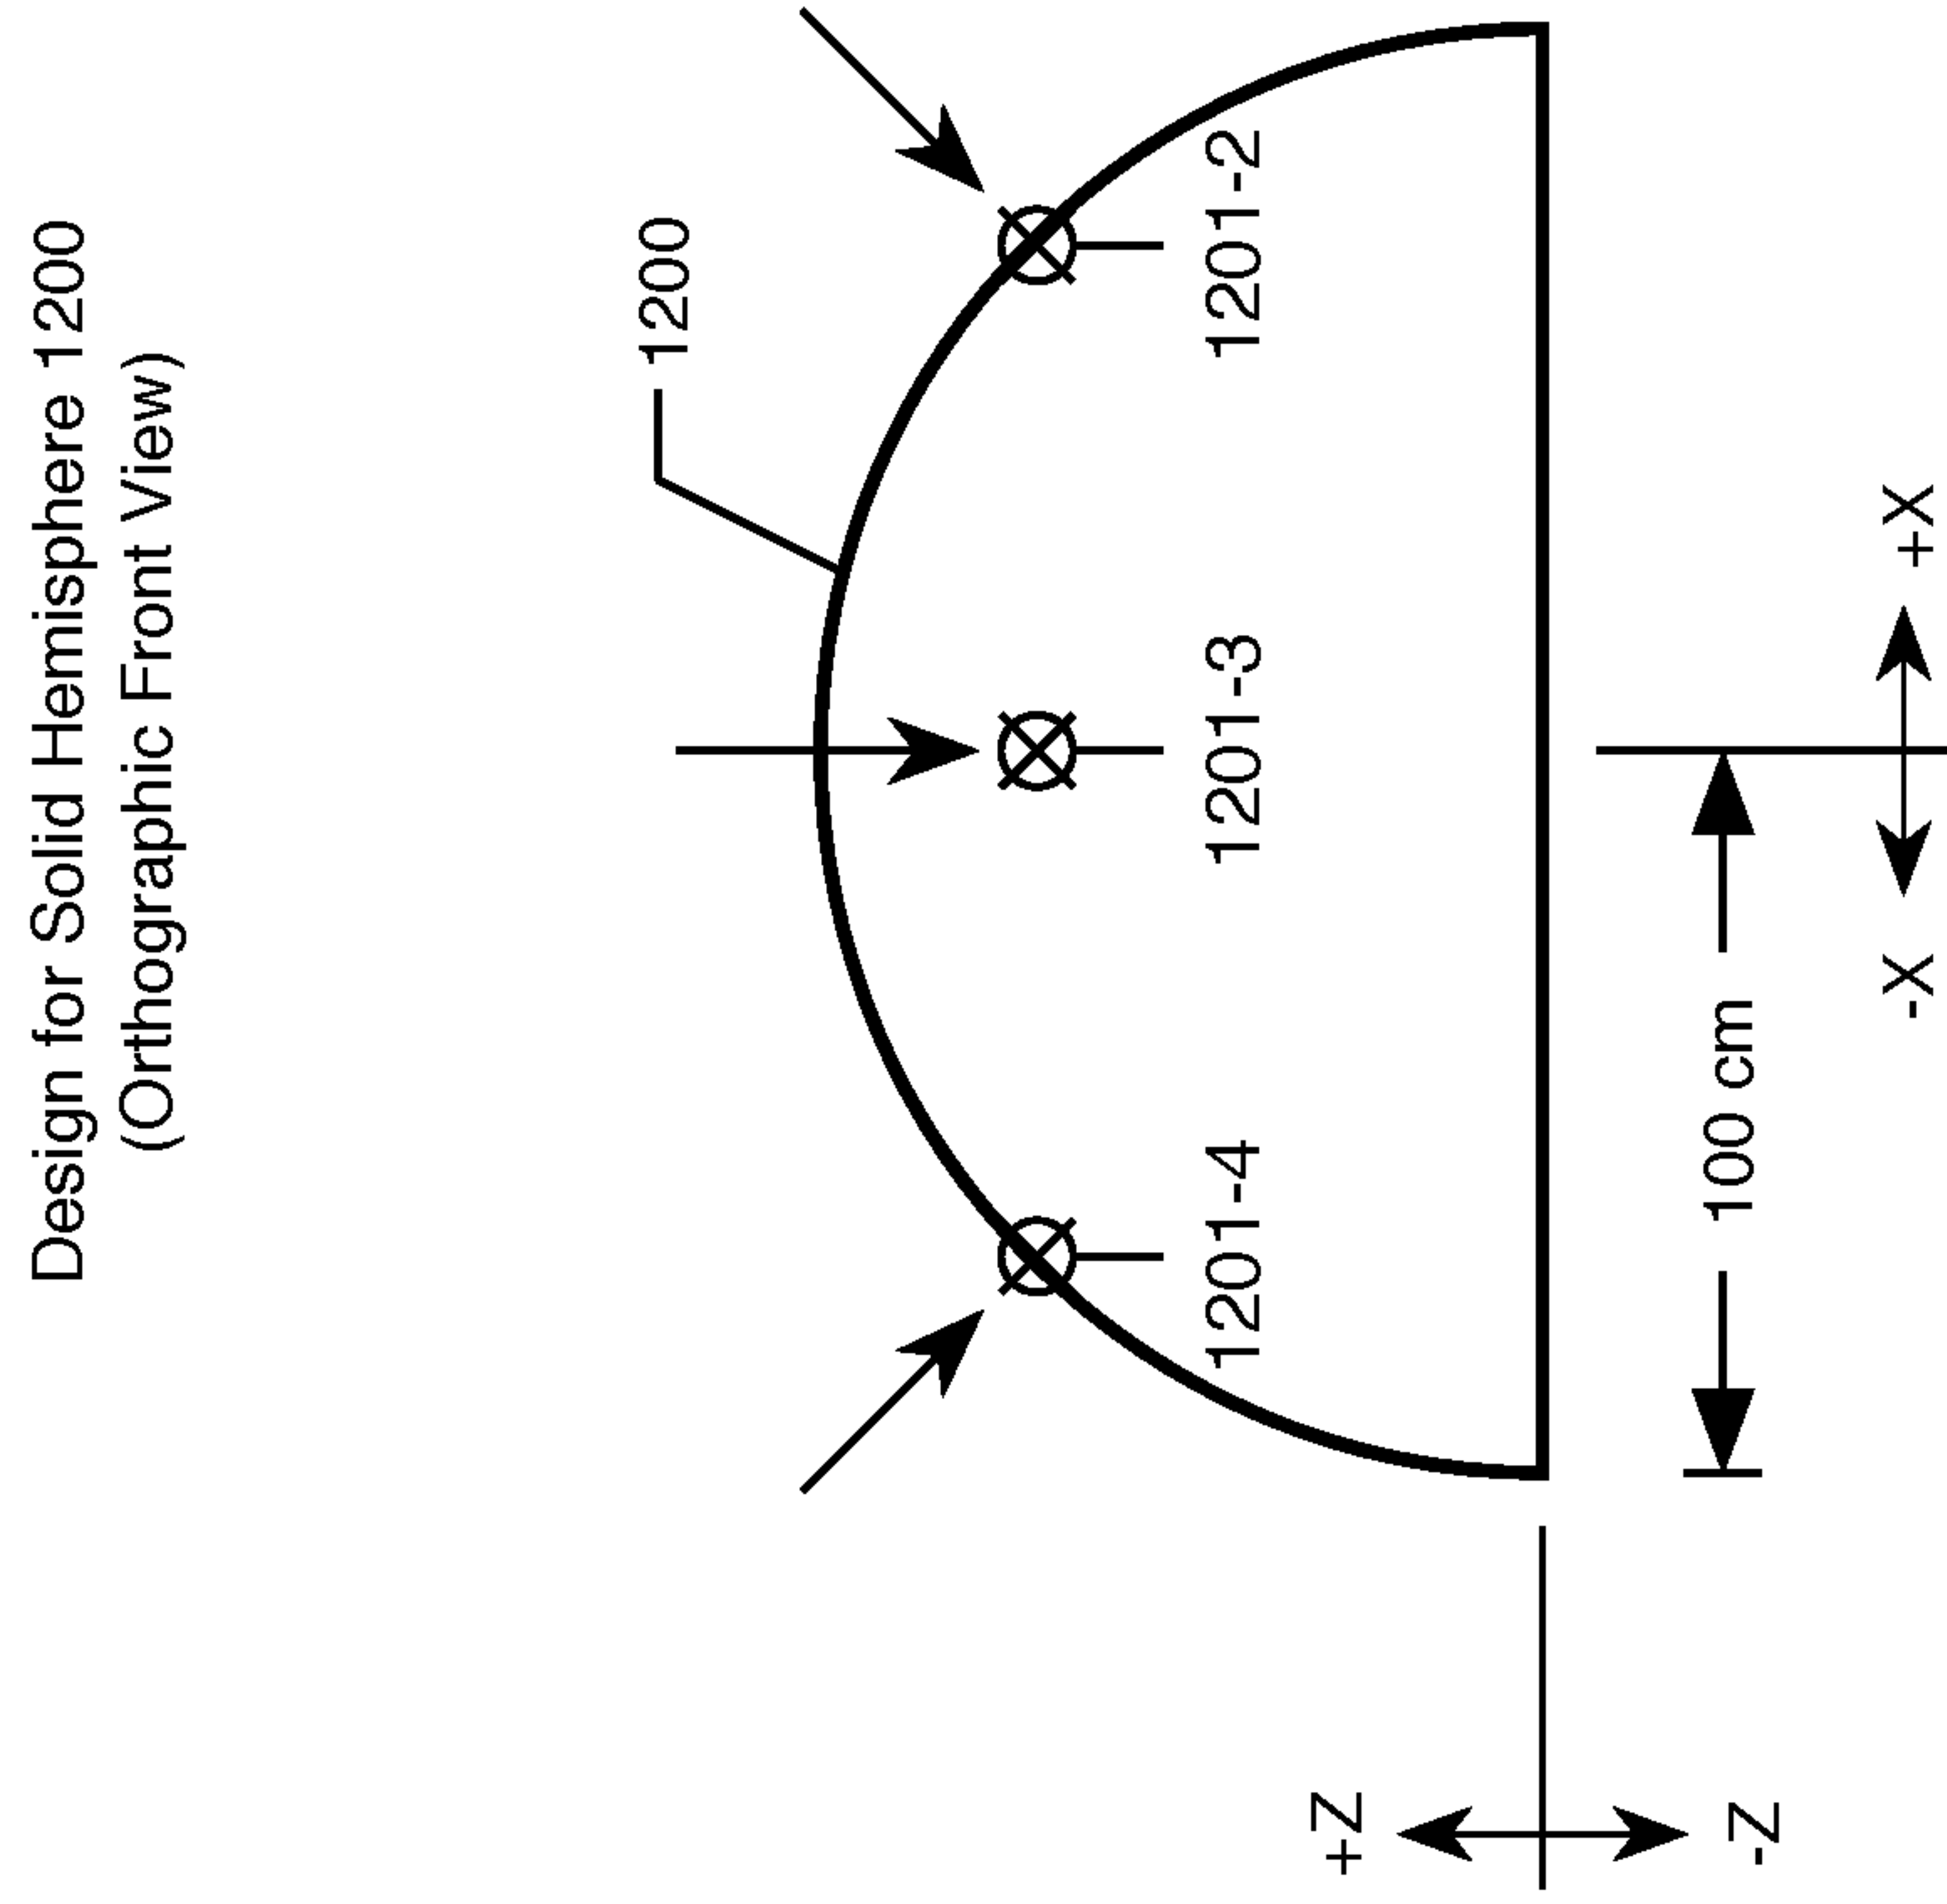 Design for Solid Hemisphere 1200
(Orthographic Front View)
1200
1201-4
1201-3
1201-2
+Z
-Z
100 cm
-X
+X